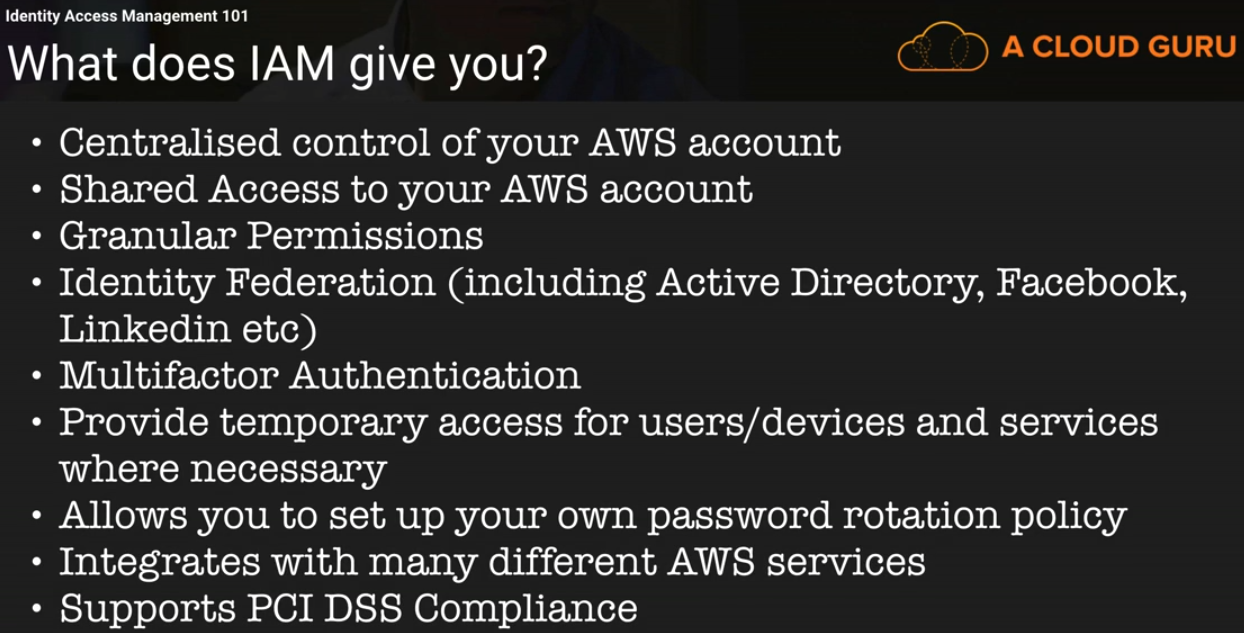 Identity Access Management 101
What does IAM give you?
A CLOUD GURU
• Centralised control of your AWS account
• Shared Access to your AWS account
• Granular Permissions
• Identity Federation (including Active Directory, Facebook,
Linkedin etc)
• Multifactor Authentication
• Provide temporary access for users/devices and services
where necessary
• Allows you to set up your own password rotation policy
• Integrates with many different AWS services
• Supports PCI DSS Compliance